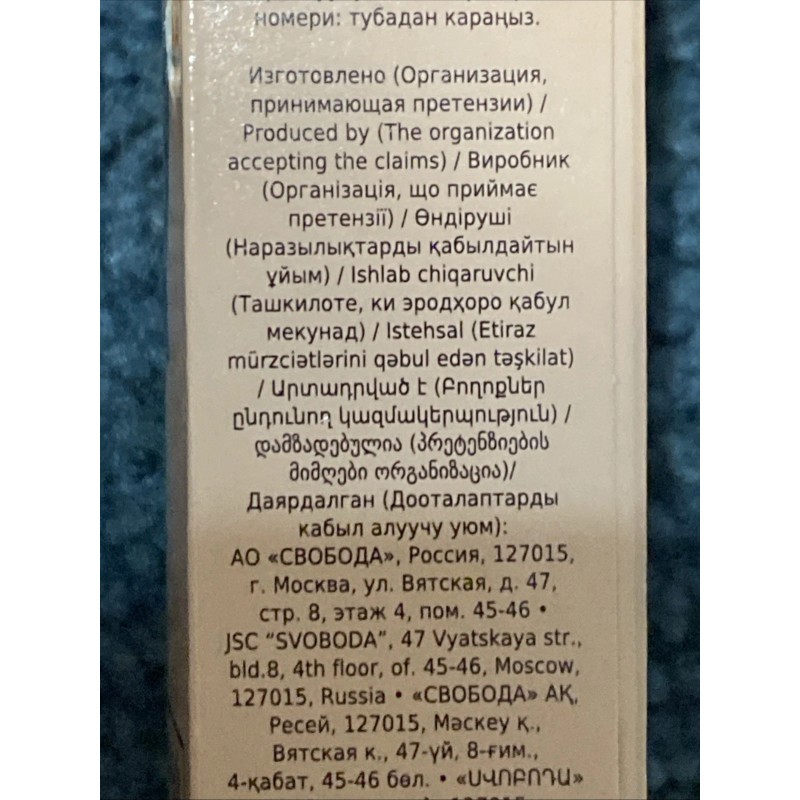 номери: тубадан караңыз.
Изготовлено (Организация,
принимающая претензии) /
Produced by (The organization
accepting the claims) / Виробник
(Організація, що приймає
претензії) / Өндіруші
(Наразылықтарды қабылдайтын
ұйым) / Ishlab chiqaruvchi
(Ташкилоте, ки эродҳоро қабул
мекунад) / Istehsal (Etiraz
mürzciətlərini qəbul edən təşkilat)
/ Արտադրված է (Բողոքներ
ընդունող կազմակերպություն) /
დამზადებულია (პრეტენზიების
მიმღები ორგანიზაცია)/
Даярдалган (Дооталаптарды
кабыл алуучу уюм):
АО «СВОБОДА», Россия, 127015,
г. Москва, ул. Вятская, д. 47,
стр. 8, этаж 4, пом. 45-46 •
JSC “SVOBODA”, 47 Vyatskaya str.,
bld.8, 4th floor, of. 45-46, Moscow,
127015, Russia • «СВОБОДА» АҚ,
Ресей, 127015, Мәскеу қ.,
Вятская к., 47-үй, 8-ғим.,
4-қабат, 45-46 бөл. • «ՍՎՈԲՈԴԱ»